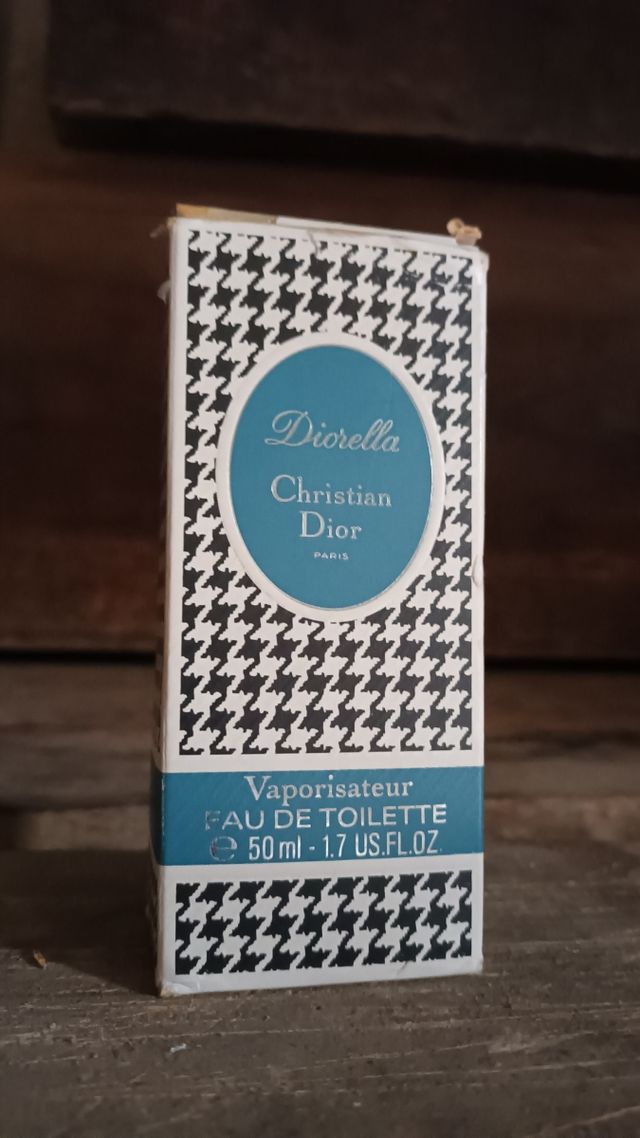 Diorella
Christian
Dior
PARIS
Vaporisateur
EAU DE TOILETTE
℮ 50 ml - 1.7 US.FL.OZ.